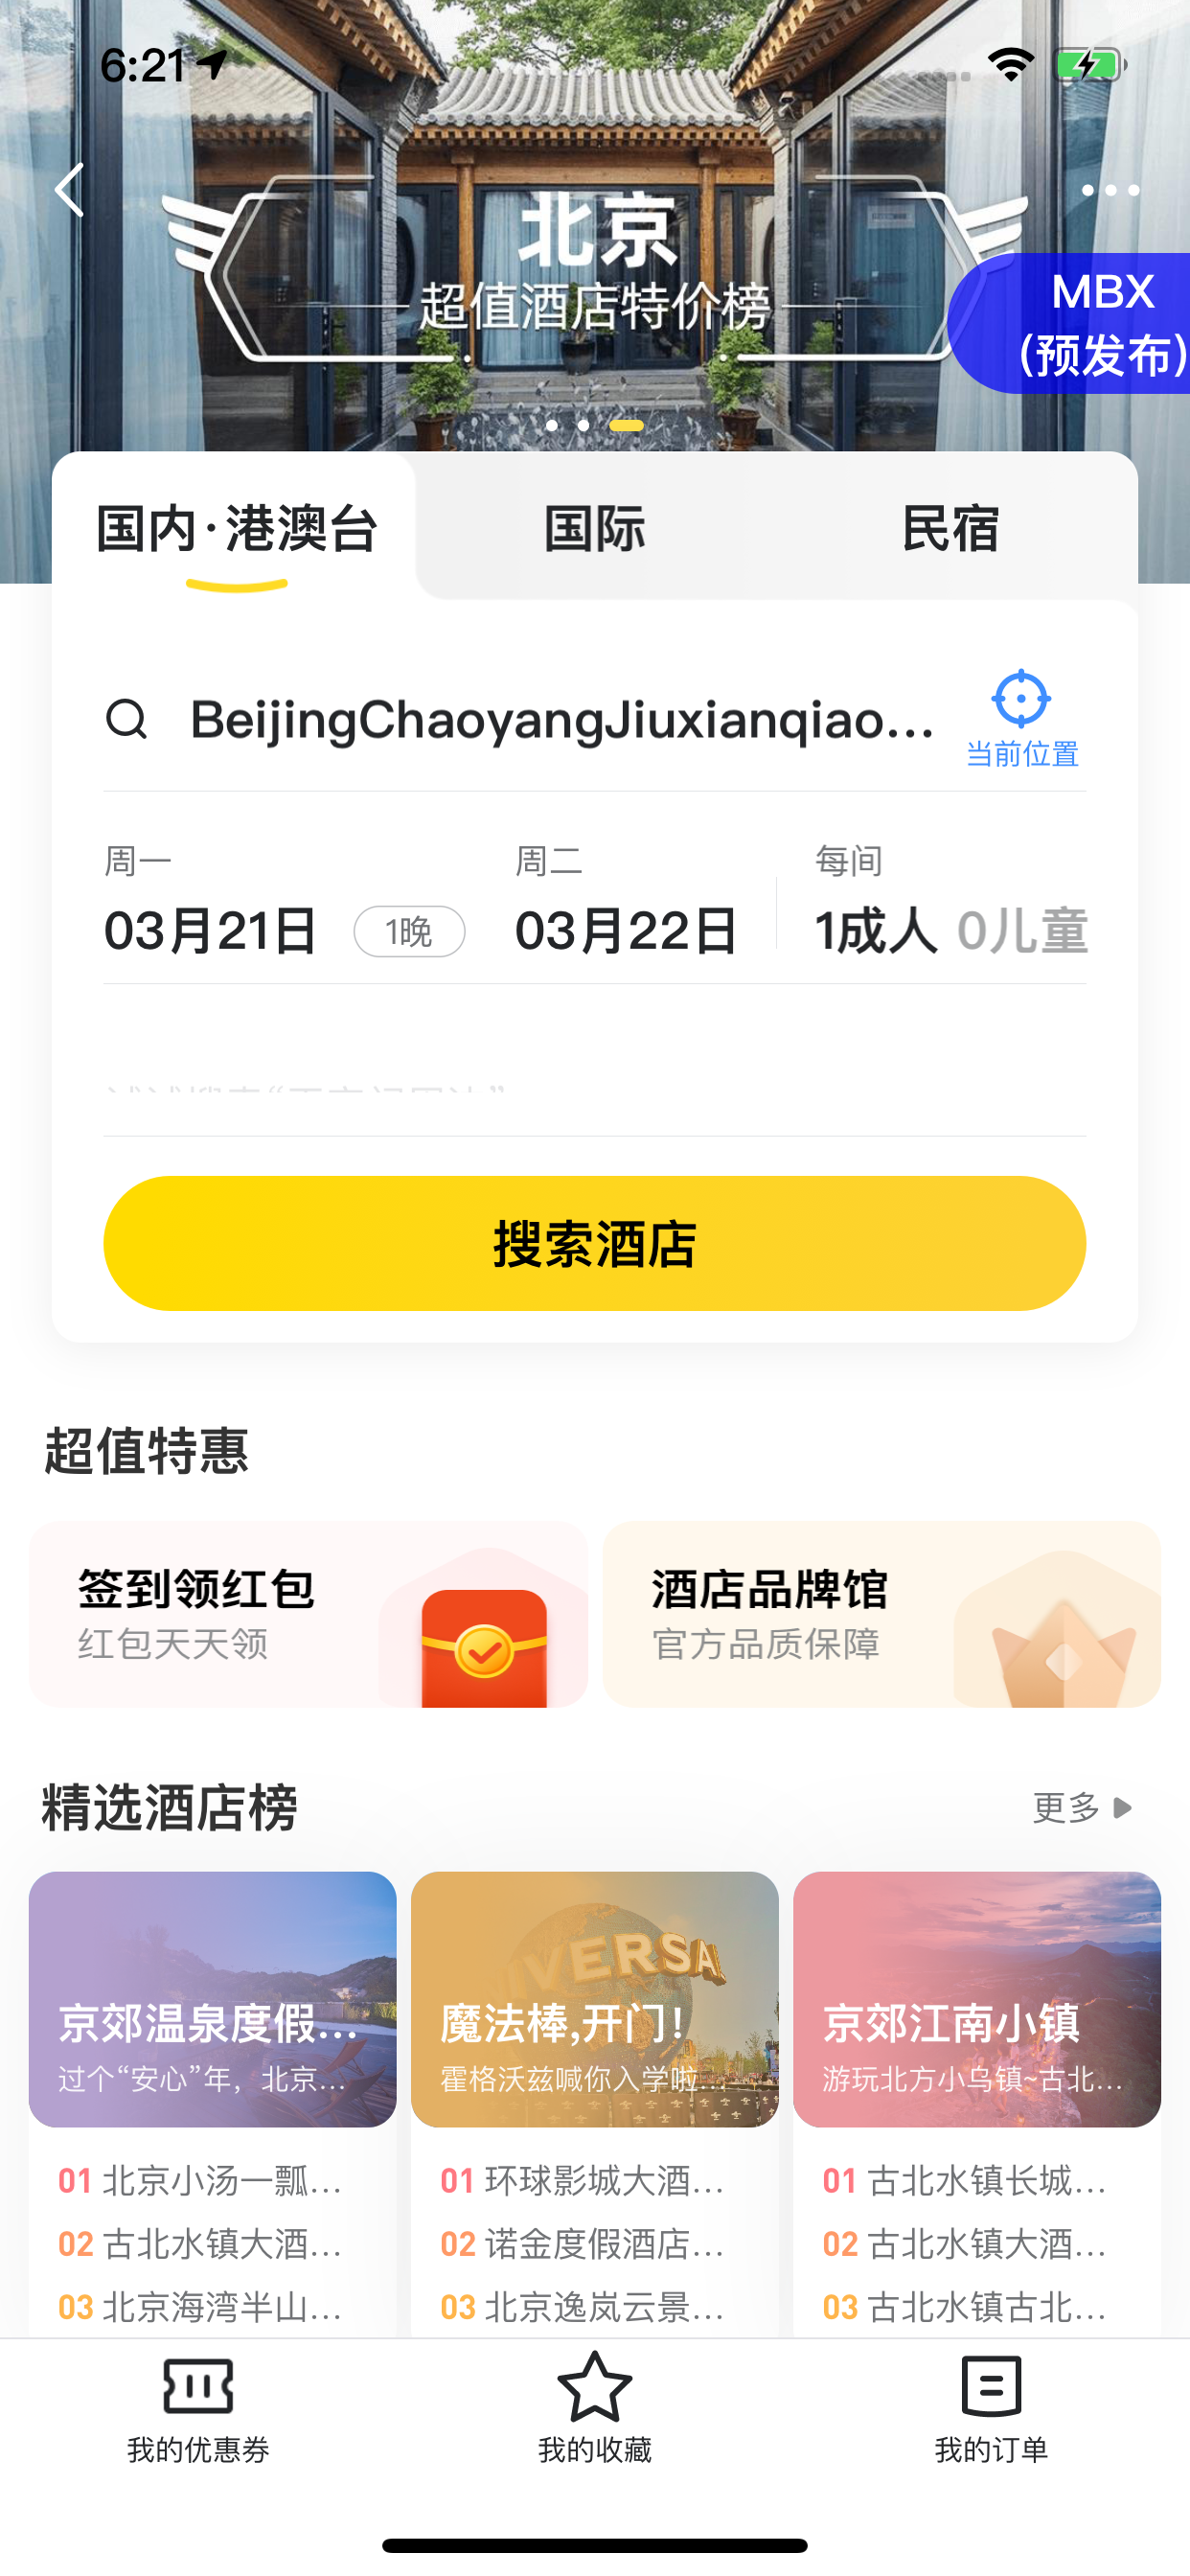 6:21
北京
超值酒店特价榜
MBX
(预发布)
国内·港澳台
国际
民宿
BeijingChaoyangJiuxianqiao...
当前位置
周一
周二
每间
03月21日
1晚
03月22日
1成人 0儿童
搜索酒店
超值特惠
签到领红包
红包天天领
酒店品牌馆
官方品质保障
精选酒店榜
更多
京郊温泉度假...
过个“安心”年，北京...
01 北京小汤一瓢...
02 古北水镇大酒...
03 北京海湾半山...
VERSA
魔法棒,开门!
霍格沃兹喊你入学啦...
01 环球影城大酒...
02 诺金度假酒店...
03 北京逸岚云景...
京郊江南小镇
游玩北方小乌镇~古北...
01 古北水镇长城...
02 古北水镇大酒...
03 古北水镇古北...
我的优惠券
我的收藏
我的订单